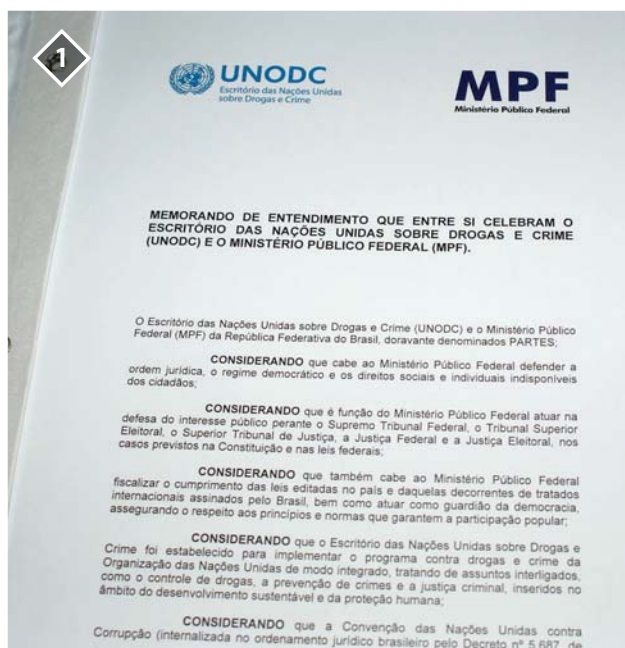 1
UNODC
Escritório das Nações Unidas
sobre Drogas e Crime
MPF
Ministério Público Federal
MEMORANDO DE ENTENDIMENTO QUE ENTRE SI CELEBRAM O
ESCRITÓRIO DAS NAÇÕES UNIDAS SOBRE DROGAS E CRIME
(UNODC) E O MINISTÉRIO PÚBLICO FEDERAL (MPF).
O Escritório das Nações Unidas sobre Drogas e Crime (UNODC) e o Ministério Público
Federal (MPF) da República Federativa do Brasil, doravante denominados PARTES;
CONSIDERANDO que cabe ao Ministério Público Federal defender a
ordem jurídica, o regime democrático e os direitos sociais e individuais indisponíveis
dos cidadãos;
CONSIDERANDO que é função do Ministério Público Federal atuar na
defesa do interesse público perante o Supremo Tribunal Federal, o Tribunal Superior
Eleitoral, o Superior Tribunal de Justiça, a Justiça Federal e a Justiça Eleitoral, nos
casos previstos na Constituição e nas leis federais;
CONSIDERANDO que também cabe ao Ministério Público Federal
fiscalizar o cumprimento das leis editadas no país e daquelas decorrentes de tratados
internacionais assinados pelo Brasil, bem como atuar como guardião da democracia,
assegurando o respeito aos princípios e normas que garantem a participação popular;
CONSIDERANDO que o Escritório das Nações Unidas sobre Drogas e
Crime foi estabelecido para implementar o programa contra drogas e crime da
Organização das Nações Unidas de modo integrado, tratando de assuntos interligados,
como o controle de drogas, a prevenção de crimes e a justiça criminal, inseridos no
âmbito do desenvolvimento sustentável e da proteção humana;
CONSIDERANDO que a Convenção das Nações Unidas contra
Corrupção (internalizada no ordenamento jurídico brasileiro pelo Decreto nº 5.687, de